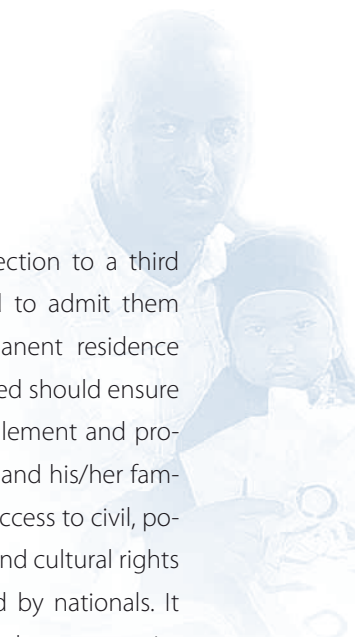 ection to a third
l to admit them
anent residence
ed should ensure
lement and pro-
and his/her fam-
ccess to civil, po-
nd cultural rights
d by nationals. It